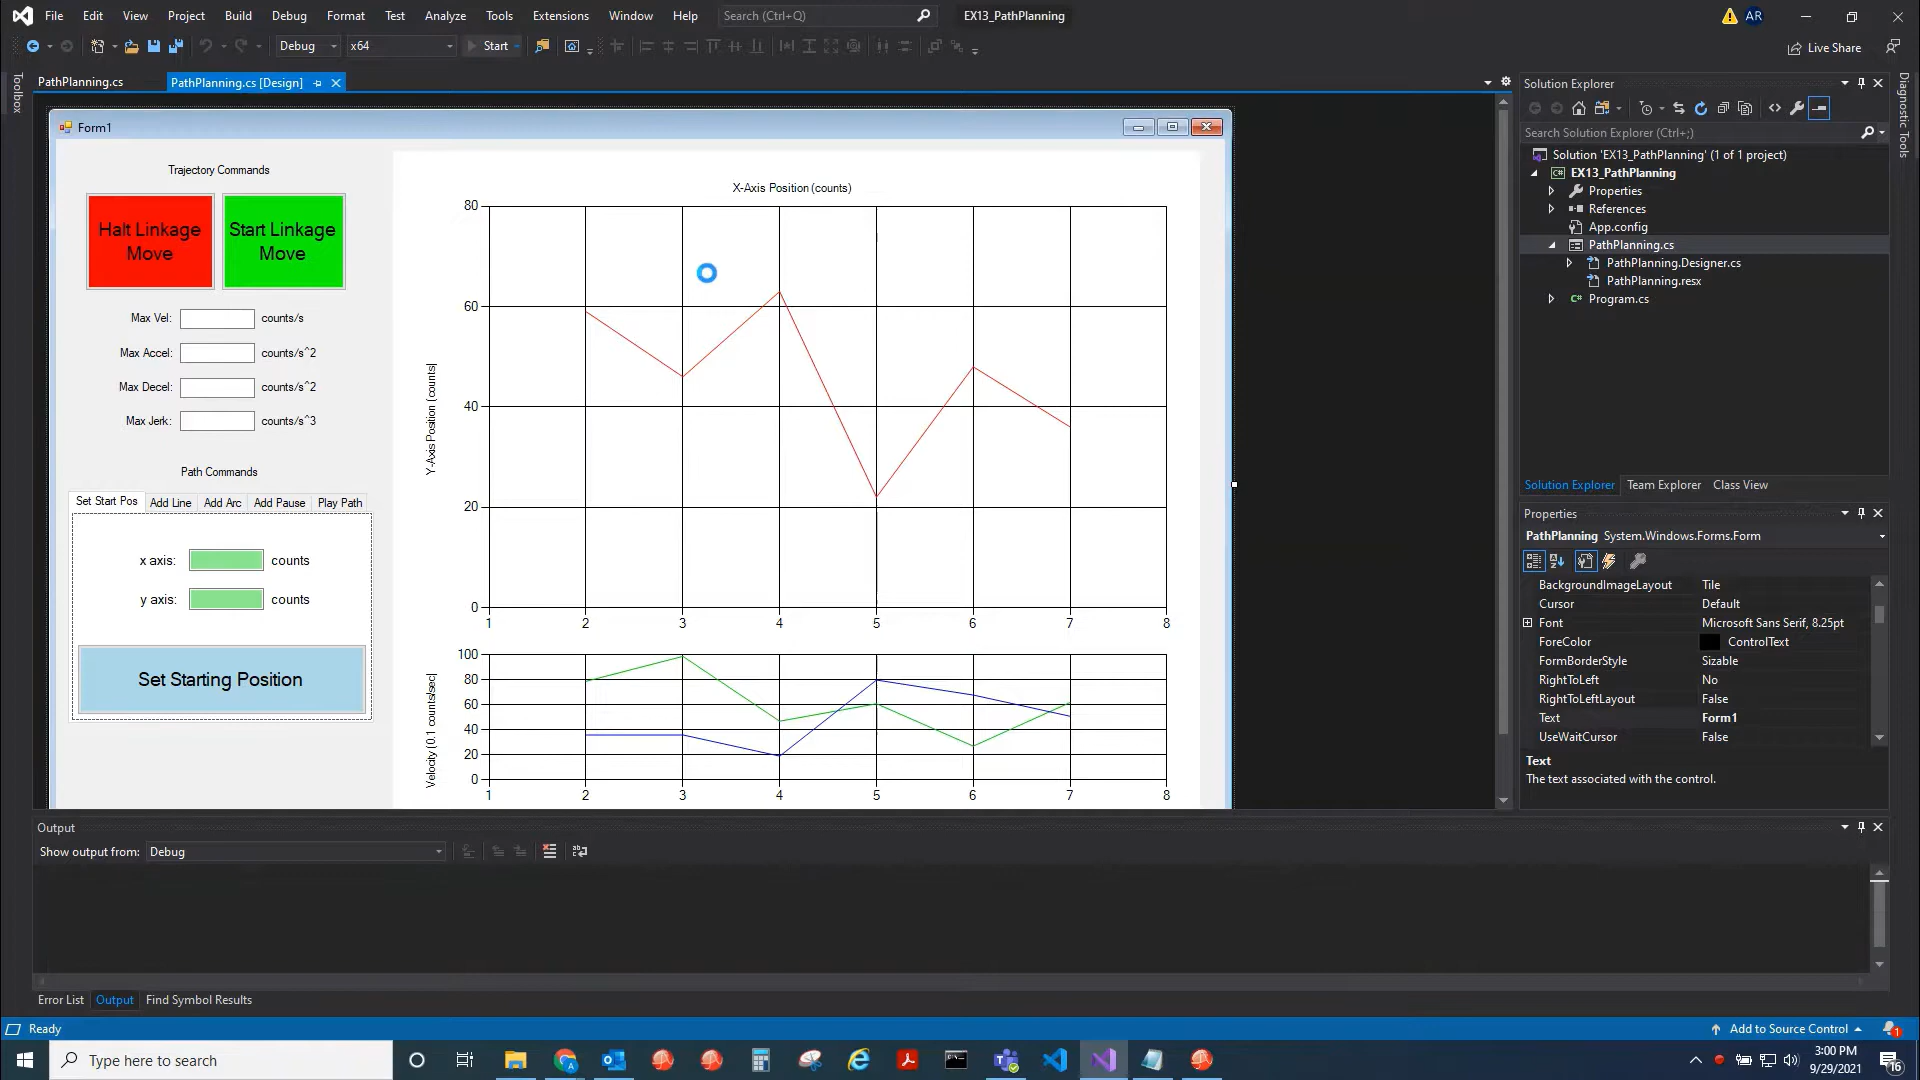 File Edit View Project Build Debug Format Test Analyze Tools Extensions Window Help Search (Ctrl+Q) EX13_PathPlanning AR
Debug x64 Start Live Share
Toolbox
PathPlanning.cs PathPlanning.cs [Design]
Form1
Trajectory Commands
Halt Linkage Move
Start Linkage Move
Max Vel: counts/s
Max Accel: counts/s^2
Max Decel: counts/s^2
Max Jerk: counts/s^3
Path Commands
Set Start Pos Add Line Add Arc Add Pause Play Path
x axis: counts
y axis: counts
Set Starting Position
X-Axis Position (counts)
Y-Axis Position (counts)
80
60
40
20
0
1 2 3 4 5 6 7 8
Velocity (0.1 counts/sec)
100
80
60
40
20
0
1 2 3 4 5 6 7 8
Solution Explorer
Search Solution Explorer (Ctrl+;)
Solution 'EX13_PathPlanning' (1 of 1 project)
EX13_PathPlanning
Properties
References
App.config
PathPlanning.cs
PathPlanning.Designer.cs
PathPlanning.resx
Program.cs
Solution Explorer Team Explorer Class View
Properties
PathPlanning System.Windows.Forms.Form
BackgroundImageLayout Tile
Cursor Default
Font Microsoft Sans Serif, 8.25pt
ForeColor ControlText
FormBorderStyle Sizable
RightToLeft No
RightToLeftLayout False
Text Form1
UseWaitCursor False
Text
The text associated with the control.
Diagnostic Tools
Output
Show output from: Debug
Error List Output Find Symbol Results
Ready Add to Source Control 1
Type here to search
3:00 PM
9/29/2021
16